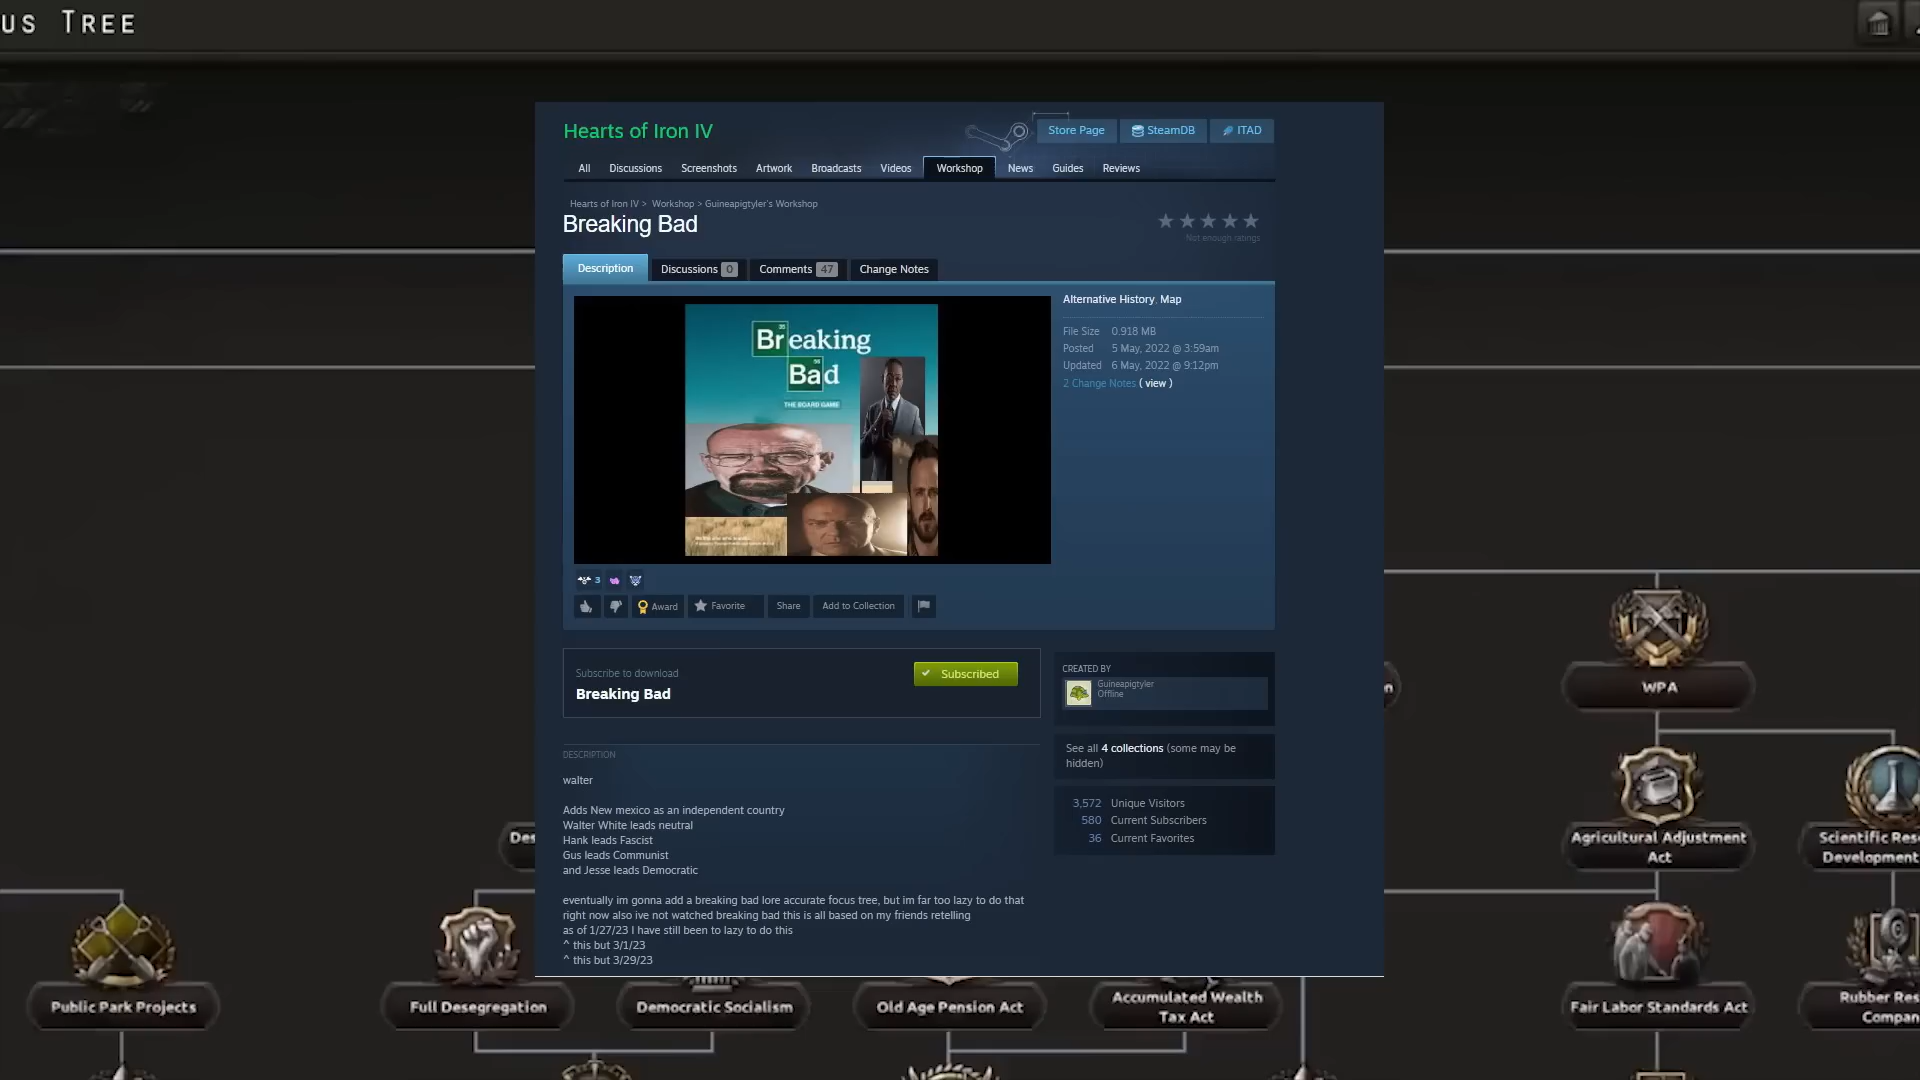 US TREE
Hearts of Iron IV
Store Page
SteamDB
ITAD
All
Discussions
Screenshots
Artwork
Broadcasts
Videos
Workshop
News
Guides
Reviews
Hearts of Iron IV > Workshop > Guineapigtyler's Workshop
Breaking Bad
Not enough ratings
Description
Discussions 0
Comments 47
Change Notes
Breaking
Bad
THE BOARD GAME
Alternative History, Map
File Size 0.918 MB
Posted 5 May, 2022 @ 3:59am
Updated 6 May, 2022 @ 9:12pm
2 Change Notes ( view )
3
Award
Favorite
Share
Add to Collection
Subscribe to download
Breaking Bad
Subscribed
CREATED BY
Guineapigtyler
Offline
See all 4 collections (some may be
hidden)
3,572 Unique Visitors
580 Current Subscribers
36 Current Favorites
DESCRIPTION
walter
Adds New mexico as an independent country
Walter White leads neutral
Hank leads Fascist
Gus leads Communist
and Jesse leads Democratic
eventually im gonna add a breaking bad lore accurate focus tree, but im far too lazy to do that
right now also ive not watched breaking bad this is all based on my friends retelling
as of 1/27/23 I have still been to lazy to do this
^ this but 3/1/23
^ this but 3/29/23
n
WPA
Des
Agricultural Adjustment
Act
Scientific Rese
Development
Public Park Projects
Full Desegregation
Democratic Socialism
Old Age Pension Act
Accumulated Wealth
Tax Act
Fair Labor Standards Act
Rubber Res
Compan